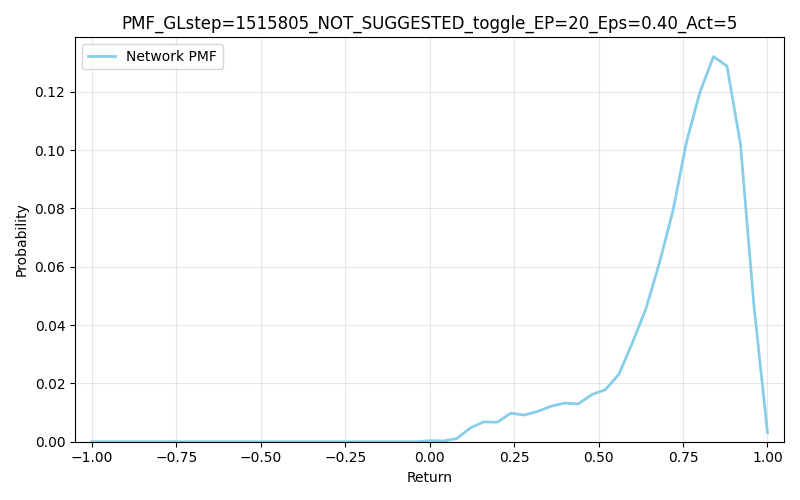 PMF_GLstep=1515805_NOT_SUGGESTED_toggle_EP=20_Eps=0.40_Act=5
Network PMF
Probability
0.12
0.10
0.08
0.06
0.04
0.02
0.00
−1.00 −0.75 −0.50 −0.25 0.00 0.25 0.50 0.75 1.00
Return